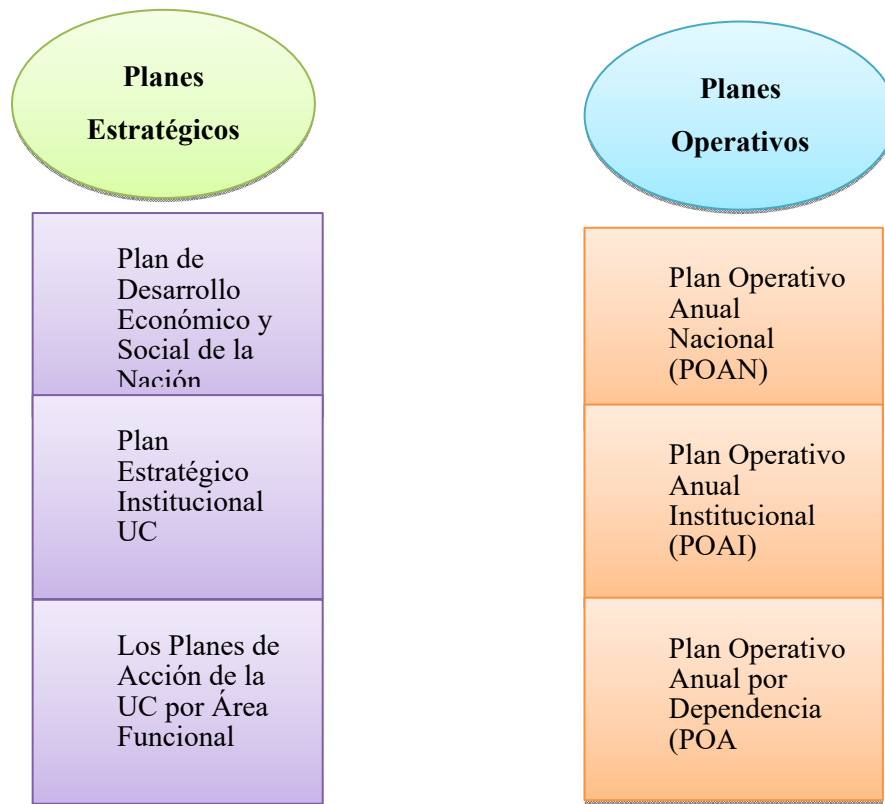 Planes
Estratégicos
Plan de
Desarrollo
Económico y
Social de la
Nación
Plan
Estratégico
Institucional
UC
Los Planes de
Acción de la
UC por Área
Funcional
Planes
Operativos
Plan Operativo
Anual
Nacional
(POAN)
Plan Operativo
Anual
Institucional
(POAI)
Plan Operativo
Anual por
Dependencia
(POA